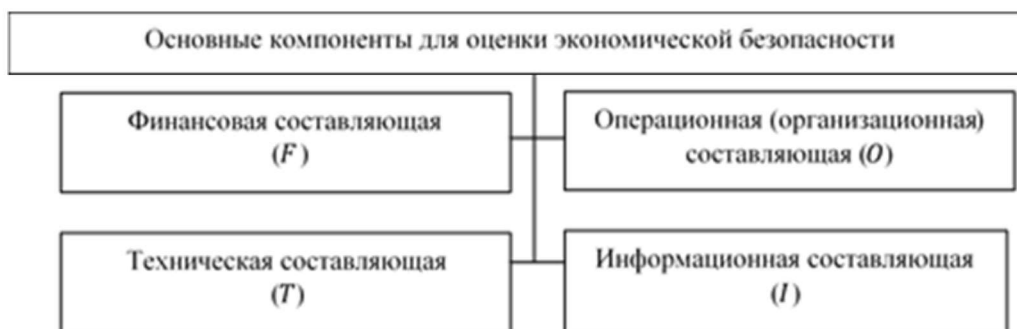 Основные компоненты для оценки экономической безопасности
Финансовая составляющая
(F)
Операционная (организационная)
составляющая (O)
Техническая составляющая
(T)
Информационная составляющая
(I)